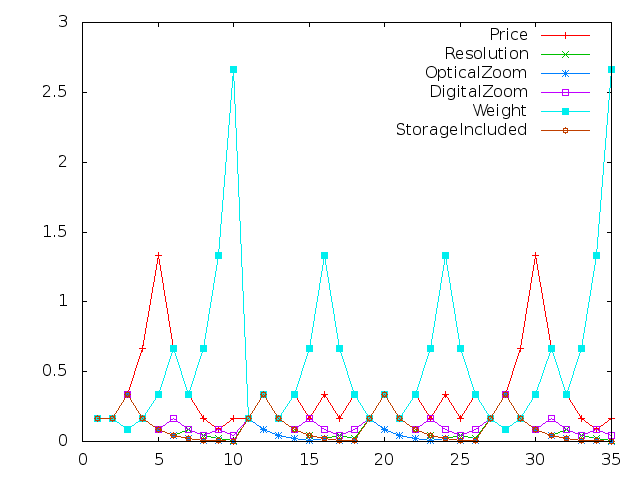 3
2.5
2
1.5
1
0.5
0
0 5 10 15 20 25 30 35
Price
Resolution
OpticalZoom
DigitalZoom
Weight
StorageIncluded